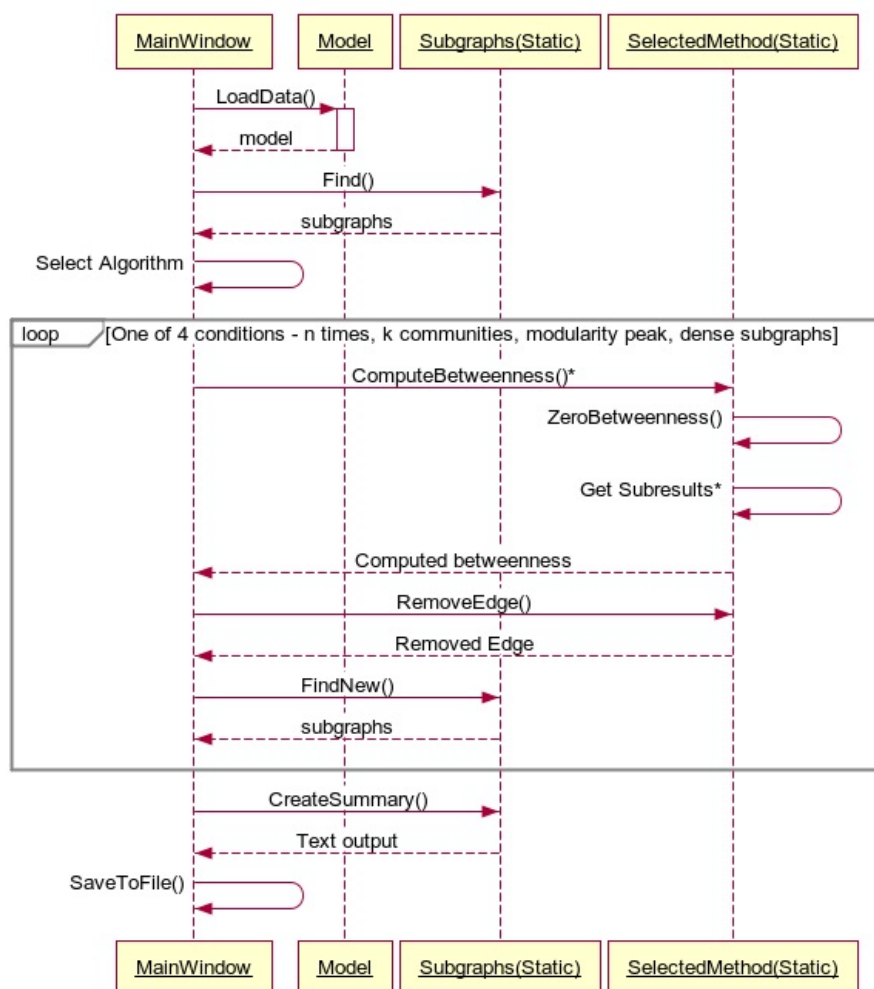 MainWindow Model Subgraphs(Static) SelectedMethod(Static)
LoadData()
model
Find()
subgraphs
Select Algorithm
loop [One of 4 conditions - n times, k communities, modularity peak, dense subgraphs]
ComputeBetweenness()*
ZeroBetweenness()
Get Subresults*
Computed betweenness
RemoveEdge()
Removed Edge
FindNew()
subgraphs
CreateSummary()
Text output
SaveToFile()
MainWindow Model Subgraphs(Static) SelectedMethod(Static)